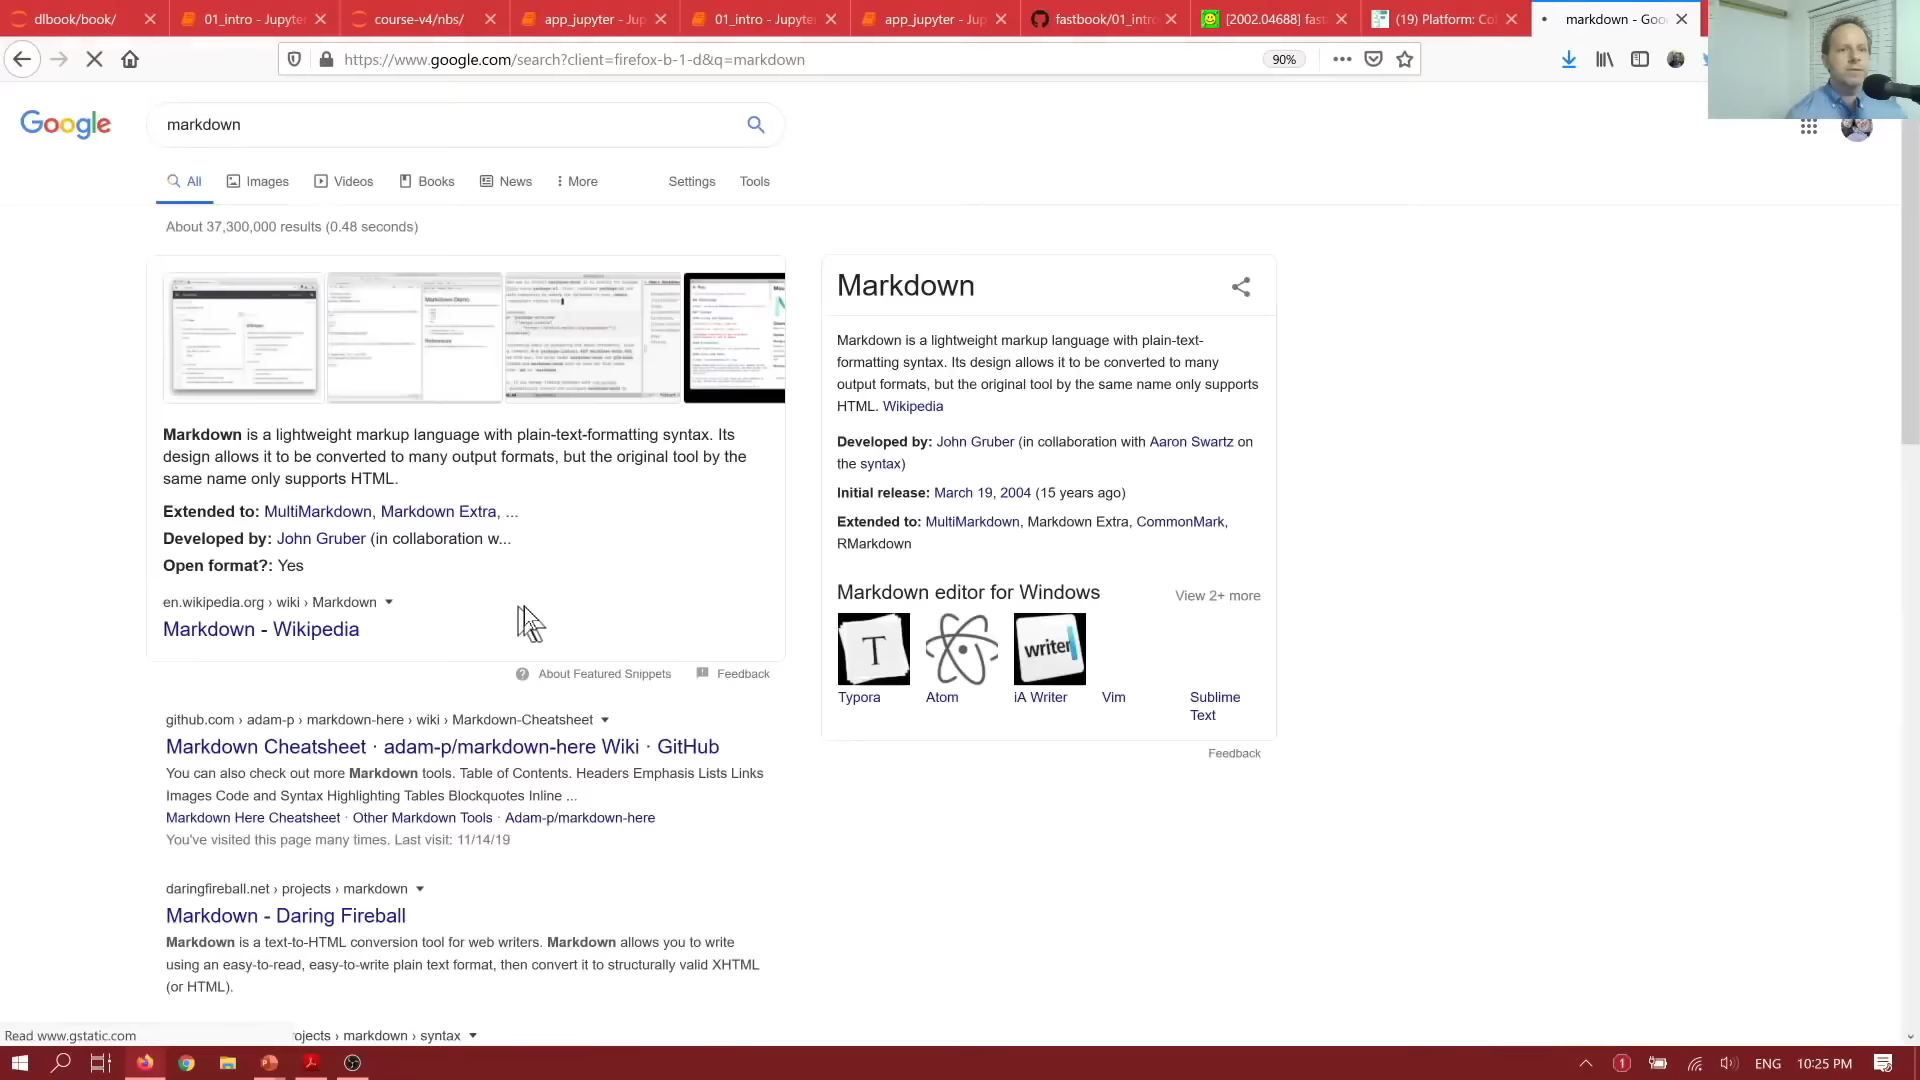 dlbook/book/
01_intro - Jupyter
course-v4/nbs/
app_jupyter - Jup
01_intro - Jupyter
app_jupyter - Jup
fastbook/01_intro
[2002.04688] fast
(19) Platform: Col
markdown - Goo
https://www.google.com/search?client=firefox-b-1-d&q=markdown
90%
Google
markdown
All
Images
Videos
Books
News
More
Settings
Tools
About 37,300,000 results (0.48 seconds)
Markdown is a lightweight markup language with plain-text-formatting syntax. Its
design allows it to be converted to many output formats, but the original tool by the
same name only supports HTML.
Extended to: MultiMarkdown, Markdown Extra, ...
Developed by: John Gruber (in collaboration w...
Open format?: Yes
en.wikipedia.org › wiki › Markdown
Markdown - Wikipedia
About Featured Snippets
Feedback
github.com › adam-p › markdown-here › wiki › Markdown-Cheatsheet
Markdown Cheatsheet · adam-p/markdown-here Wiki · GitHub
You can also check out more Markdown tools. Table of Contents. Headers Emphasis Lists Links
Images Code and Syntax Highlighting Tables Blockquotes Inline ...
Markdown Here Cheatsheet · Other Markdown Tools · Adam-p/markdown-here
You've visited this page many times. Last visit: 11/14/19
daringfireball.net › projects › markdown
Markdown - Daring Fireball
Markdown is a text-to-HTML conversion tool for web writers. Markdown allows you to write
using an easy-to-read, easy-to-write plain text format, then convert it to structurally valid XHTML
(or HTML).
ojects › markdown › syntax
Markdown
Markdown is a lightweight markup language with plain-text-
formatting syntax. Its design allows it to be converted to many
output formats, but the original tool by the same name only supports
HTML. Wikipedia
Developed by: John Gruber (in collaboration with Aaron Swartz on
the syntax)
Initial release: March 19, 2004 (15 years ago)
Extended to: MultiMarkdown, Markdown Extra, CommonMark,
RMarkdown
Markdown editor for Windows
View 2+ more
T
writer
Typora
Atom
iA Writer
Vim
Sublime
Text
Feedback
Read www.gstatic.com
1
ENG
10:25 PM